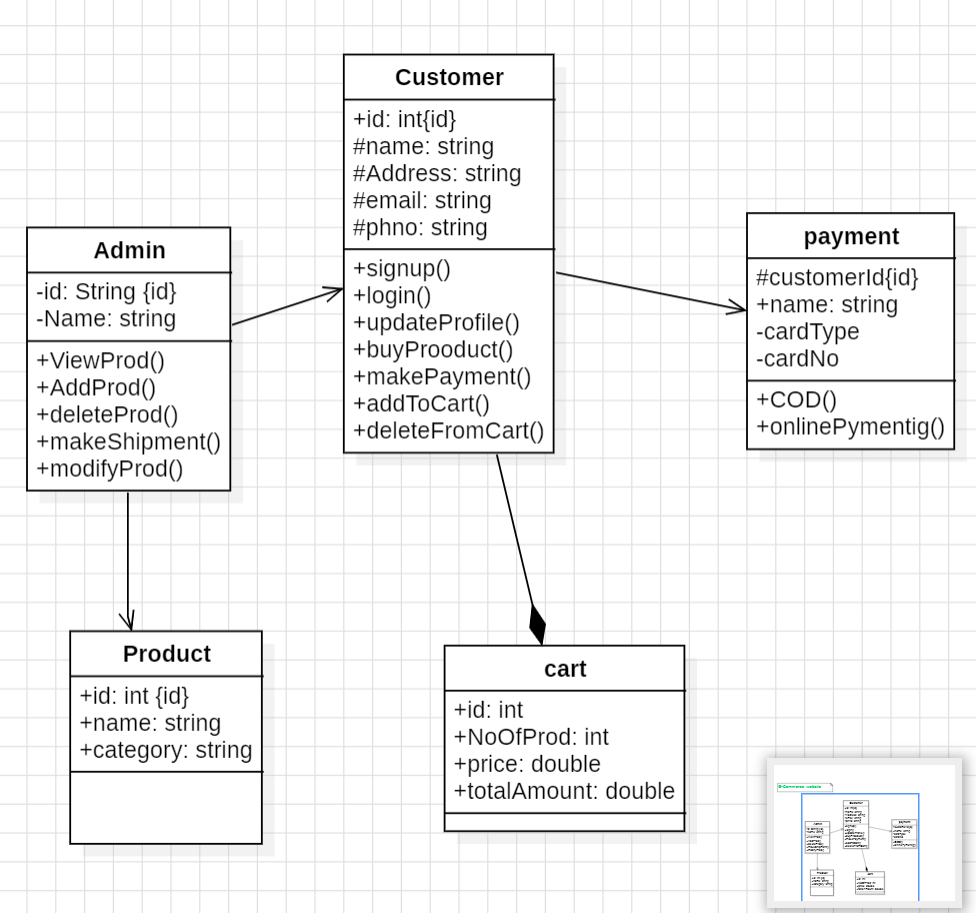 Customer
+id: int{id}
#name: string
#Address: string
#email: string
#phno: string
+signup()
+login()
+updateProfile()
+buyProoduct()
+makePayment()
+addToCart()
+deleteFromCart()
Admin
-id: String {id}
-Name: string
+ViewProd()
+AddProd()
+deleteProd()
+makeShipment()
+modifyProd()
payment
#customerId{id}
+name: string
-cardType
-cardNo
+COD()
+onlinePymentig()
Product
+id: int {id}
+name: string
+category: string
cart
+id: int
+NoOfProd: int
+price: double
+totalAmount: double